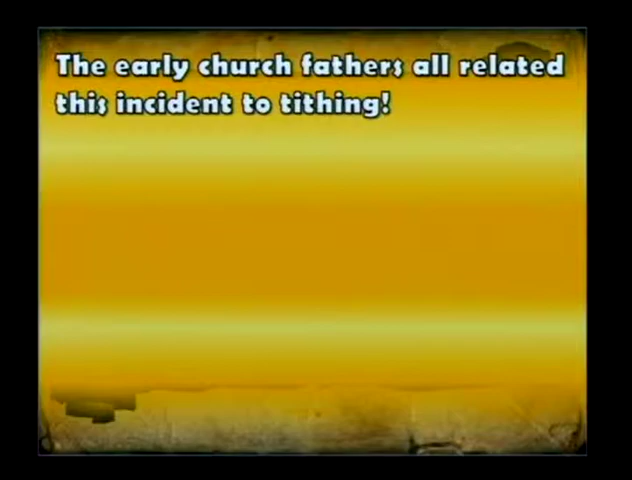 The early church fathers all related
this incident to tithing!